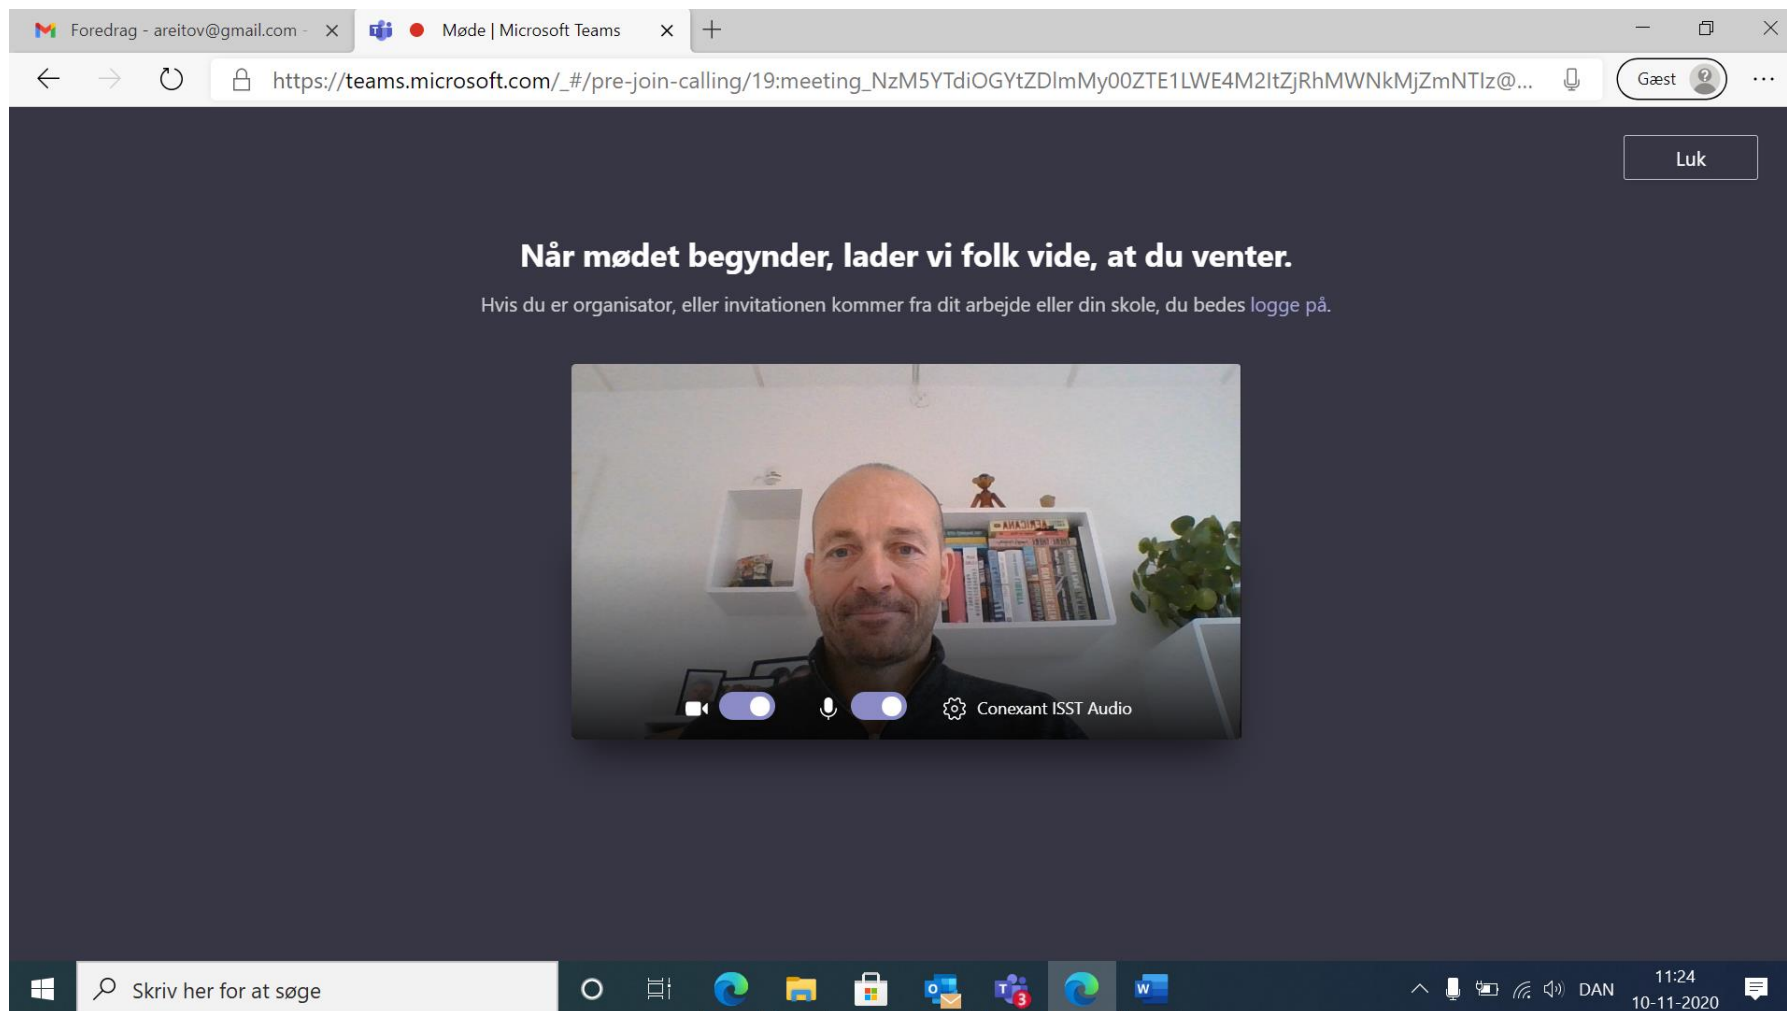 Foredrag - areitov@gmail.com -
Møde | Microsoft Teams
https://teams.microsoft.com/_#/pre-join-calling/19:meeting_NzM5YTdiOGYtZDlmMy00ZTE1LWE4M2ItZjRhMWNkMjZmNTIz@...
Gæst
Luk
Når mødet begynder, lader vi folk vide, at du venter.
Hvis du er organisator, eller invitationen kommer fra dit arbejde eller din skole, du bedes logge på.
AFRICANA
Conexant ISST Audio
Skriv her for at søge
3
DAN
11:24
10-11-2020